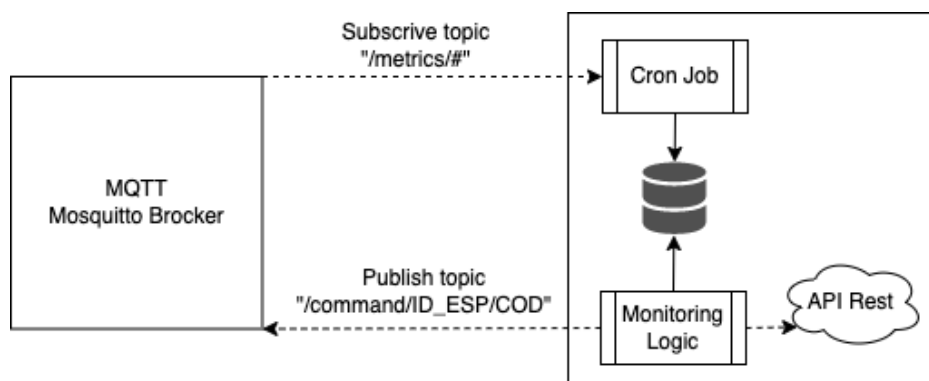 Subscrive topic
"/metrics/#"
Cron Job
MQTT
Mosquitto Brocker
Publish topic
"/command/ID_ESP/COD"
Monitoring
Logic
API Rest